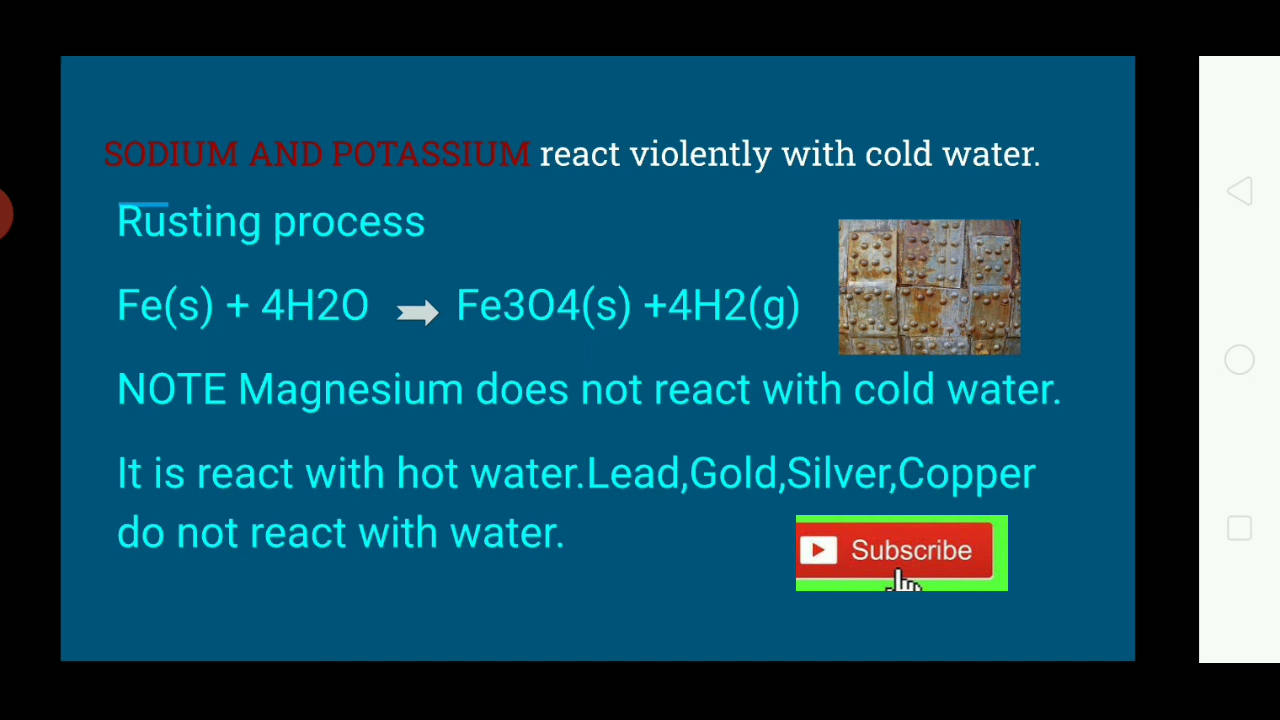 SODIUM AND POTASSIUM react violently with cold water.
Rusting process
Fe(s) + 4H2O Fe3O4(s) +4H2(g)
NOTE Magnesium does not react with cold water.
It is react with hot water.Lead,Gold,Silver,Copper
do not react with water.
Subscribe